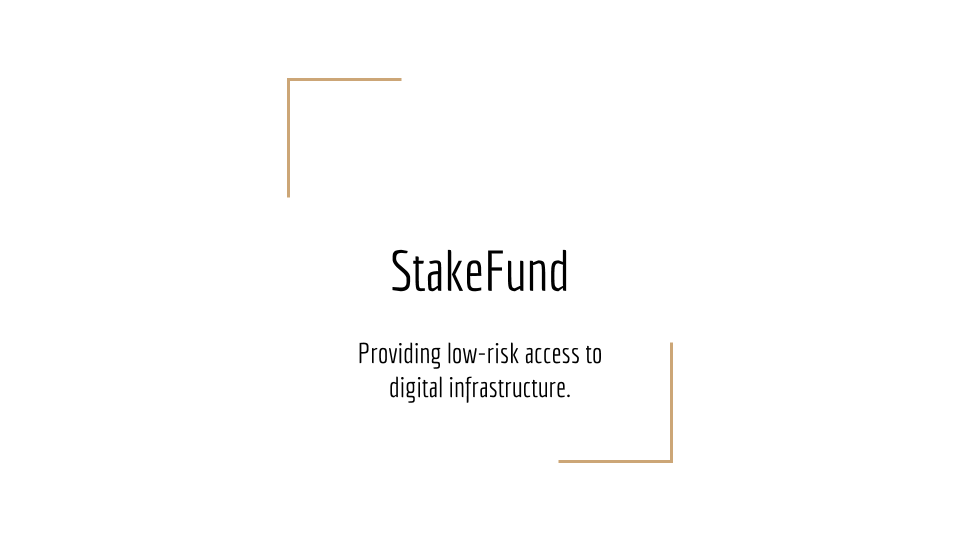 StakeFund
Providing low-risk access to
digital infrastructure.